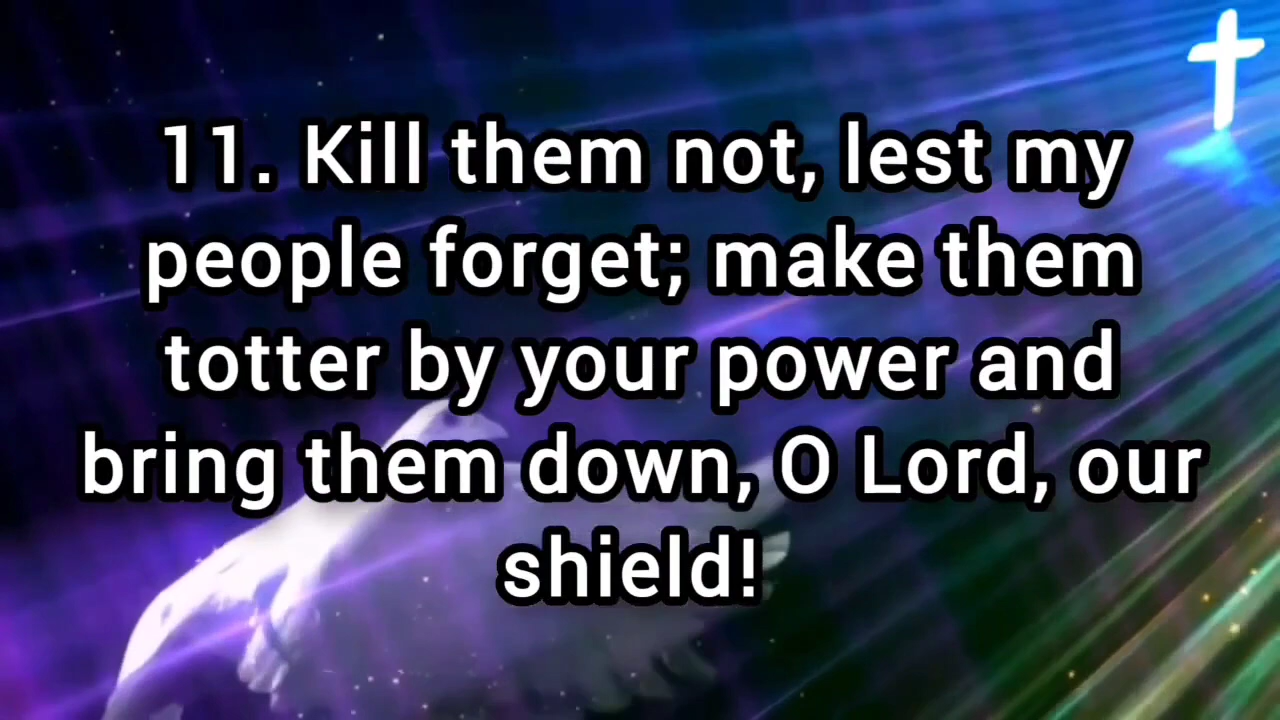 11. Kill them not, lest my
people forget; make them
totter by your power and
bring them down, O Lord, our
shield!